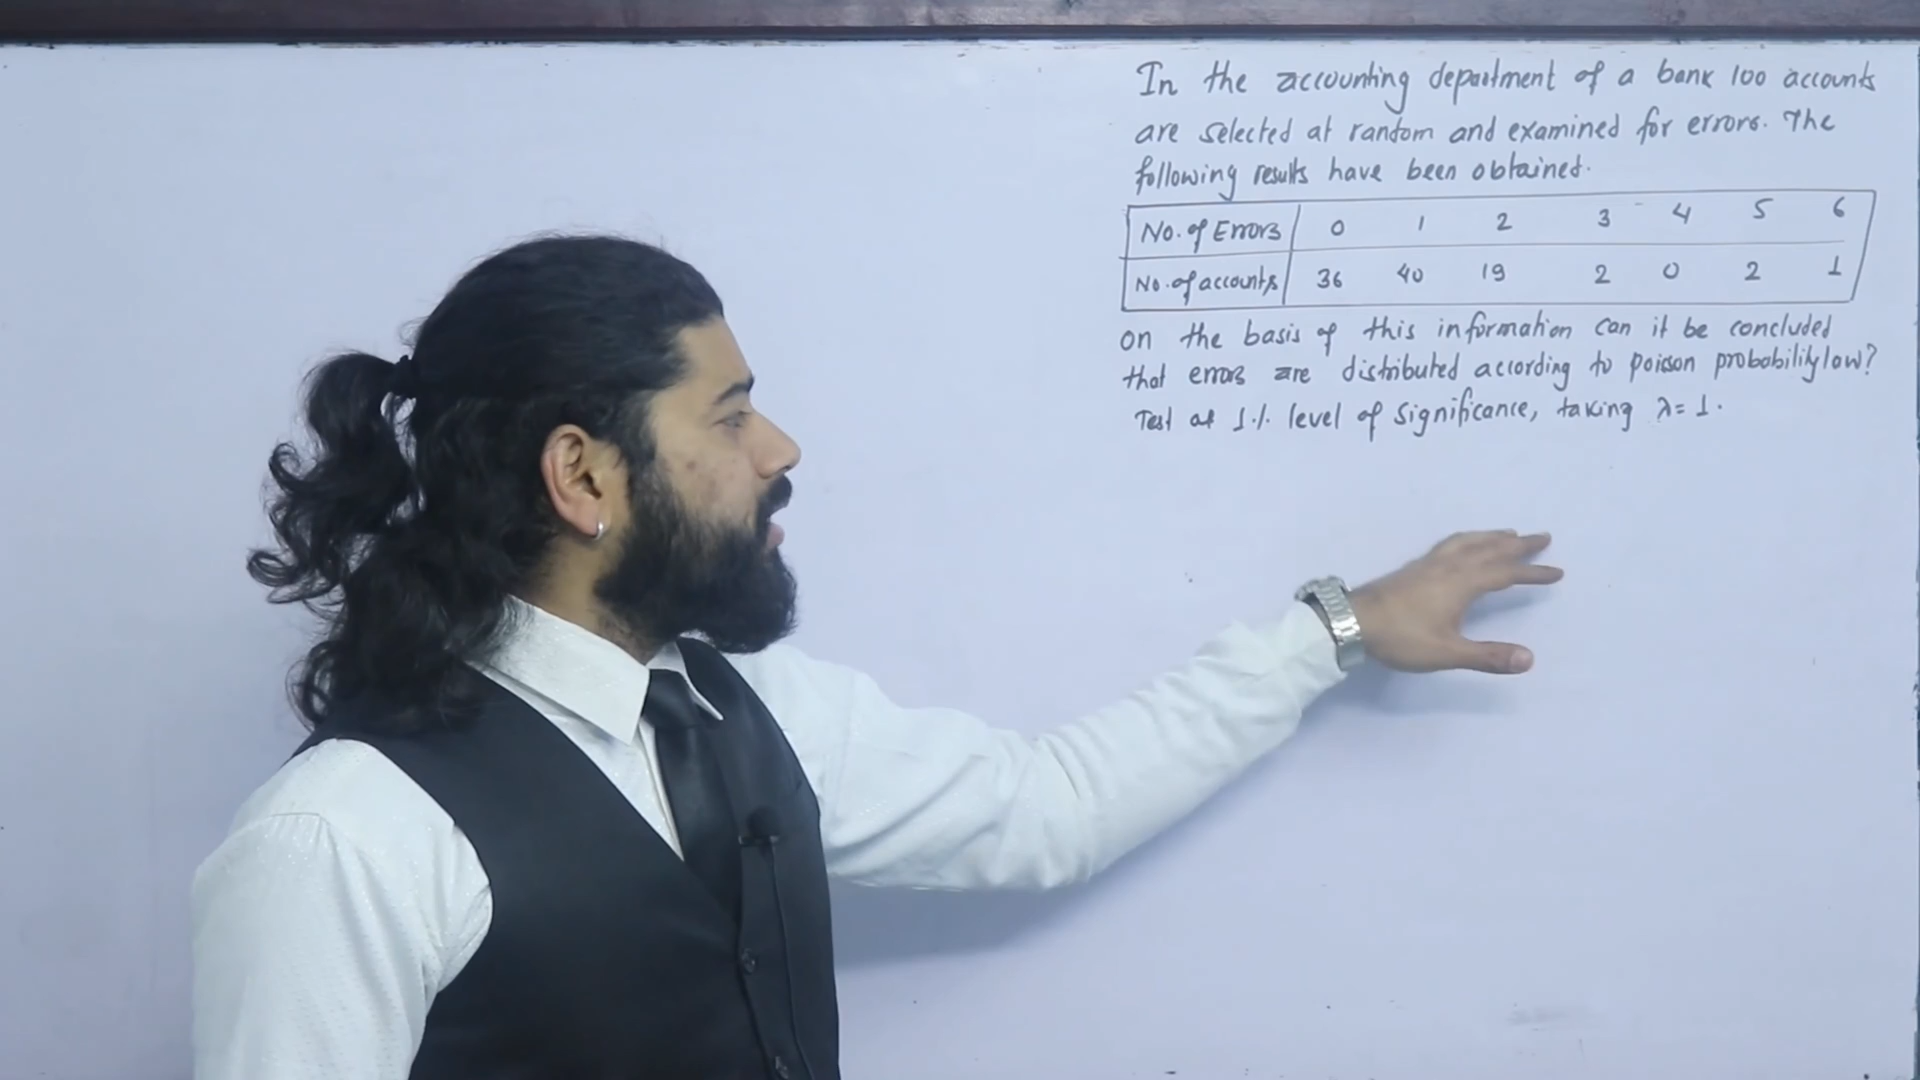 In the accounting department of a bank 100 accounts
are selected at random and examined for errors. The
following results have been obtained.
No. of Errors 0 1 2 3 4 5 6
No. of accounts 36 40 19 2 0 2 1
on the basis of this information can it be concluded
that errors are distributed according to poisson probability law?
Test at 1% level of significance, taking λ = 1.